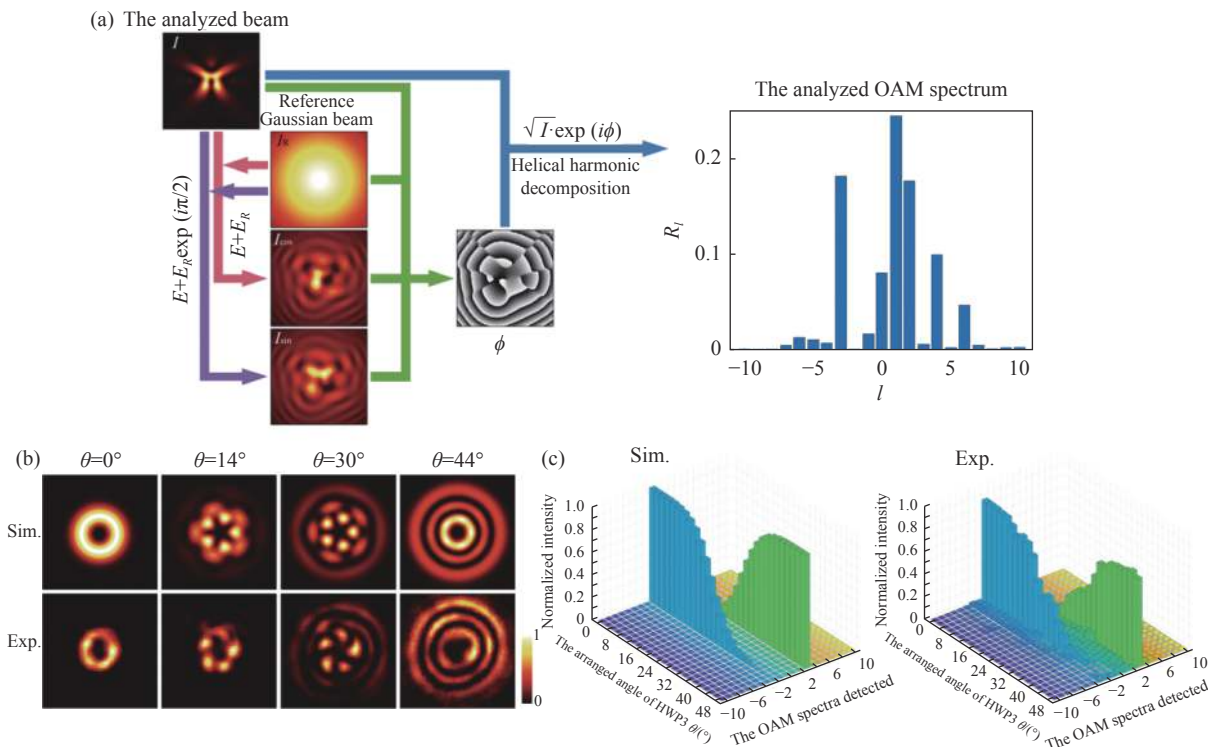 (a) The analyzed beam
I
Reference
Gaussian beam
I_R
E+E_R exp (iπ/2)
E+E_R
I_cos
I_sin
ϕ
√I·exp (iϕ)
Helical harmonic
decomposition
The analyzed OAM spectrum
R_l
0.2
0.1
0
−10 −5 0 5 10
l
(b) θ=0° θ=14° θ=30° θ=44°
Sim.
Exp.
1
0
(c) Sim.
Normalized intensity
1.0
0.8
0.6
0.4
0.2
0
0 8 16 24 32 40 48
The arranged angle of HWP3 θ/(°)
−10 −6 −2 2 6 10
The OAM spectra detected
Exp.
Normalized intensity
1.0
0.8
0.6
0.4
0.2
0
0 8 16 24 32 40 48
The arranged angle of HWP3 θ/(°)
−10 −6 −2 2 6 10
The OAM spectra detected